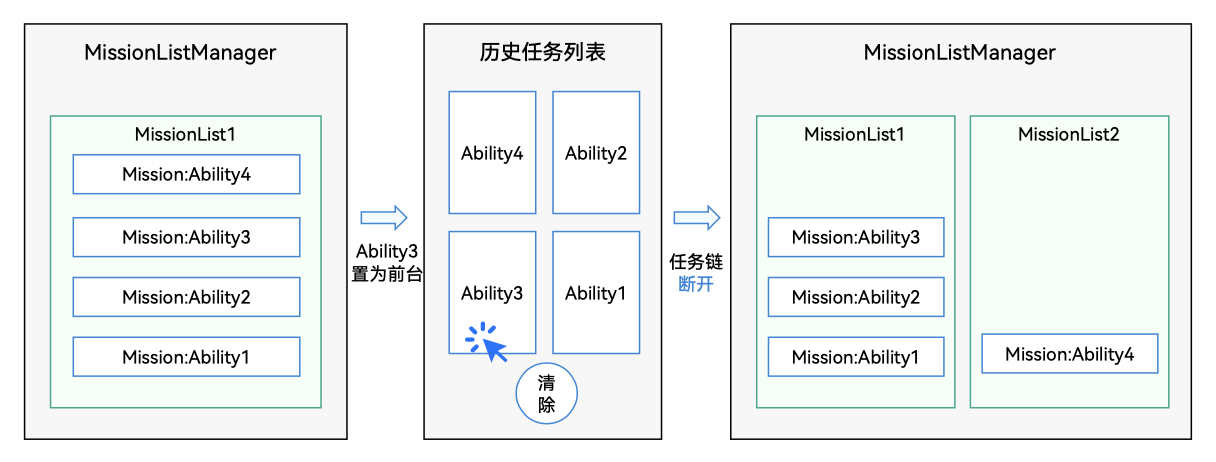 MissionListManager
MissionList1
Mission:Ability4
Mission:Ability3
Mission:Ability2
Mission:Ability1
Ability3
置为前台
历史任务列表
Ability4
Ability2
Ability3
Ability1
清
除
任务链
断开
MissionListManager
MissionList1
Mission:Ability3
Mission:Ability2
Mission:Ability1
MissionList2
Mission:Ability4